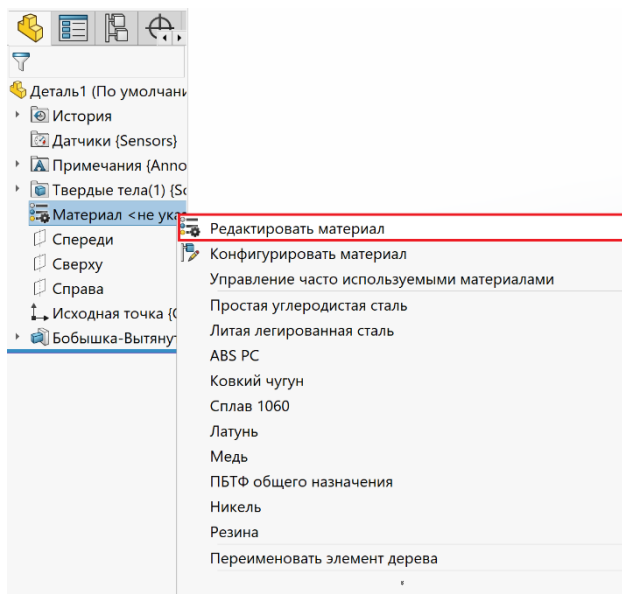 Деталь1 (По умолчани
История
Датчики {Sensors}
Примечания {Anno
Твердые тела(1) {So
Материал <не ука
Редактировать материал
Спереди
Конфигурировать материал
Сверху
Управление часто используемыми материалами
Справа
Простая углеродистая сталь
Исходная точка {O
Литая легированная сталь
Бобышка-Вытяну
ABS PC
Ковкий чугун
Сплав 1060
Латунь
Медь
ПБТФ общего назначения
Никель
Резина
Переименовать элемент дерева